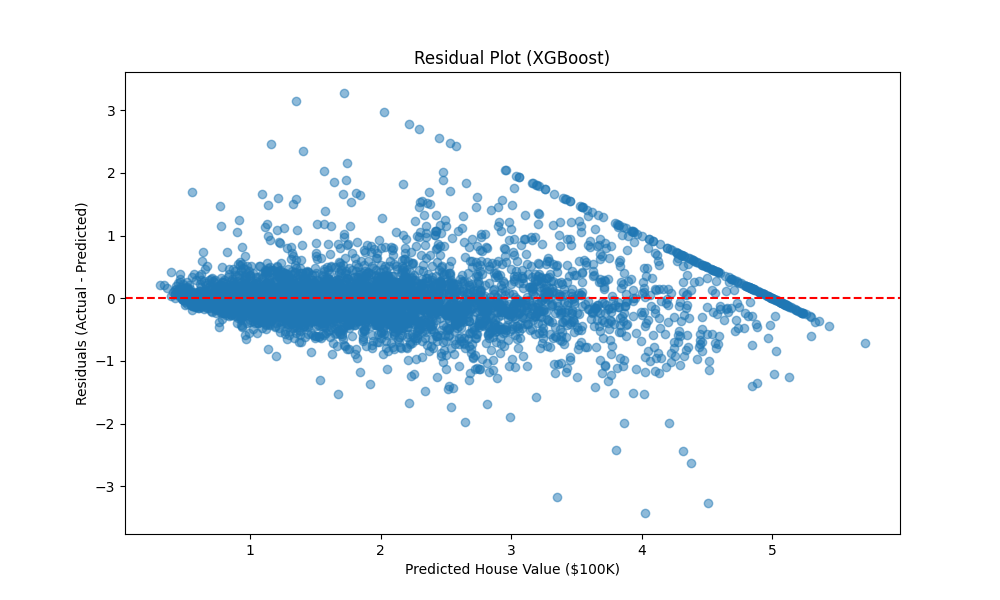 Residual Plot (XGBoost)
Residuals (Actual - Predicted)
3
2
1
0
−1
−2
−3
1 2 3 4 5
Predicted House Value ($100K)